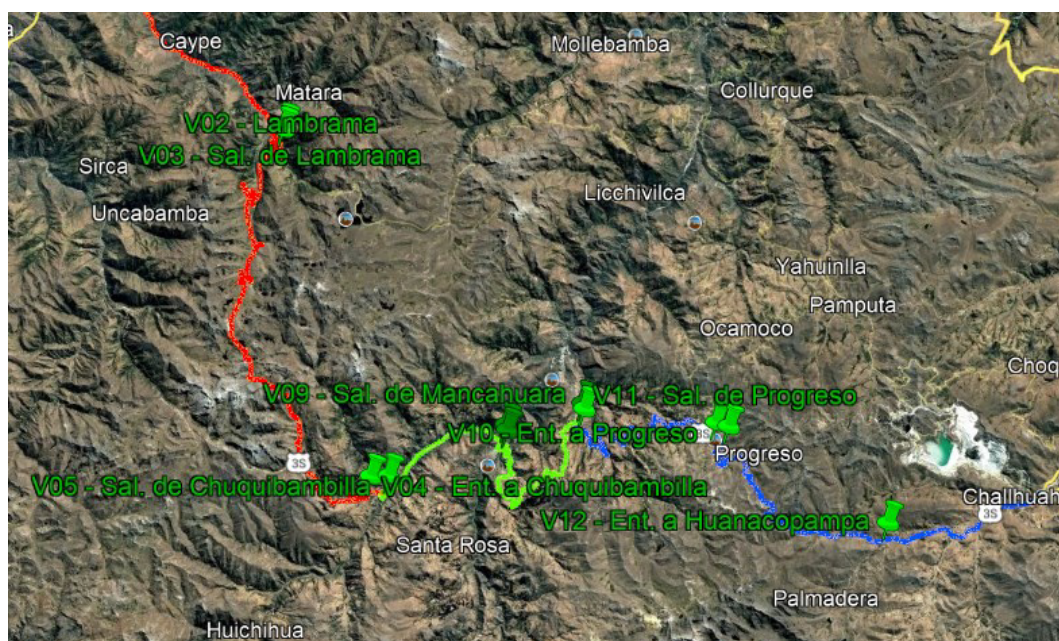 Caype
Mollebamba
Matara
Collurque
V02 - Lambrama
V03 - Sal. de Lambrama
Sirca
Licchivilca
Uncabamba
Yahuinlla
Pamputa
Ocamoco
Choq
V09 - Sal. de Mancahuara
V11 - Sal. de Progreso
V10 - Ent. a Progreso
3S
Progreso
3S
V05 - Sal. de Chuquibambilla
V04 - Ent. a Chuquibambilla
Challhuah
3S
V12 - Ent. a Huanacopampa
Santa Rosa
Palmadera
Huichihua